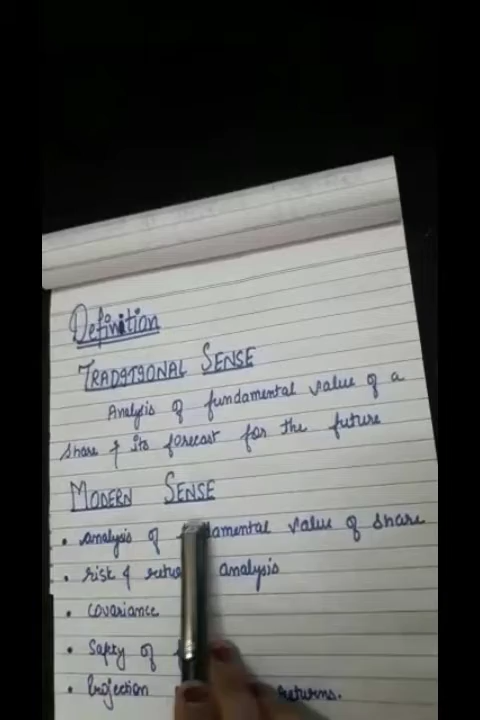 Definition
TRADITIONAL SENSE
Analysis of fundamental value of a
share & its forecast for the future
MODERN SENSE
• analysis of value of share
• risk & analysis
• Covariance
• Safety of
• Projection returns.